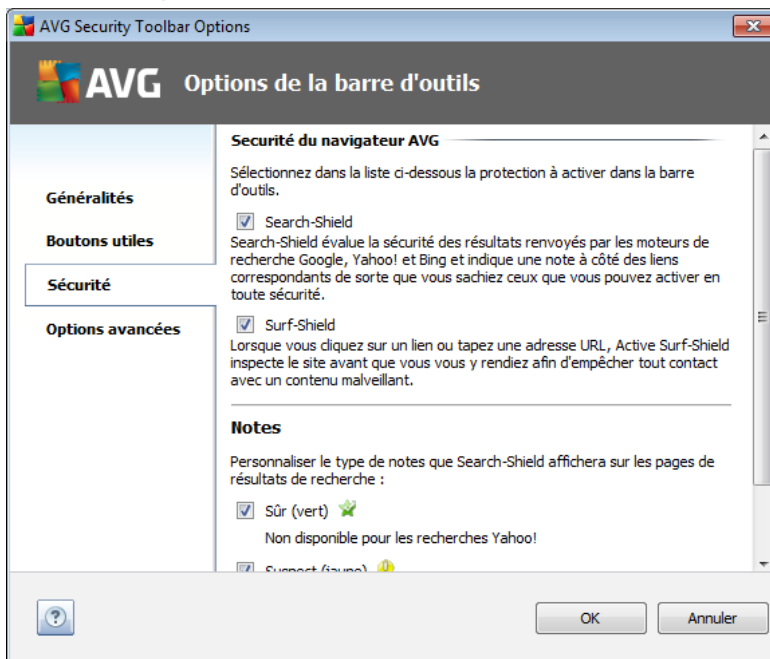 AVG Security Toolbar Options
AVG Options de la barre d'outils
Généralités
Boutons utiles
Sécurité
Options avancées
Securité du navigateur AVG
Sélectionnez dans la liste ci-dessous la protection à activer dans la barre
d'outils.
Search-Shield
Search-Shield évalue la sécurité des résultats renvoyés par les moteurs de
recherche Google, Yahoo! et Bing et indique une note à côté des liens
correspondants de sorte que vous sachiez ceux que vous pouvez activer en
toute sécurité.
Surf-Shield
Lorsque vous cliquez sur un lien ou tapez une adresse URL, Active Surf-Shield
inspecte le site avant que vous vous y rendiez afin d'empêcher tout contact
avec un contenu malveillant.
Notes
Personnaliser le type de notes que Search-Shield affichera sur les pages de
résultats de recherche :
Sûr (vert)
Non disponible pour les recherches Yahoo!
Suspect (jaune)
?
OK
Annuler